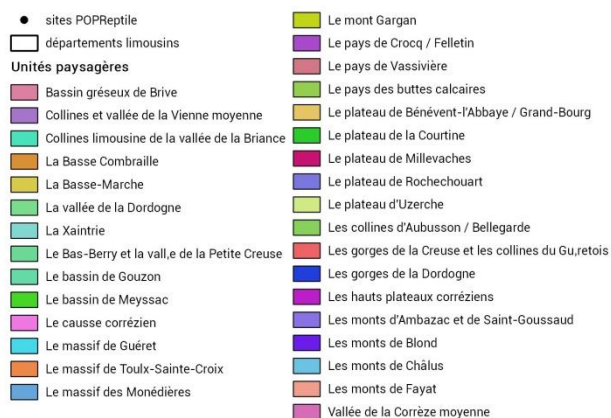 sites POPReptile
départements limousins
Unités paysagères
Bassin gréseux de Brive
Collines et vallée de la Vienne moyenne
Collines limousine de la vallée de la Briance
La Basse Combraille
La Basse-Marche
La vallée de la Dordogne
La Xaintrie
Le Bas-Berry et la vall,e de la Petite Creuse
Le bassin de Gouzon
Le bassin de Meyssac
Le causse corrézien
Le massif de Guéret
Le massif de Toulx-Sainte-Croix
Le massif des Monédières
Le mont Gargan
Le pays de Crocq / Felletin
Le pays de Vassivière
Le pays des buttes calcaires
Le plateau de Bénévent-l'Abbaye / Grand-Bourg
Le plateau de la Courtine
Le plateau de Millevaches
Le plateau de Rochechouart
Le plateau d'Uzerche
Les collines d'Aubusson / Bellegarde
Les gorges de la Creuse et les collines du Gu,retois
Les gorges de la Dordogne
Les hauts plateaux corréziens
Les monts d'Ambazac et de Saint-Goussaud
Les monts de Blond
Les monts de Châlus
Les monts de Fayat
Vallée de la Corrèze moyenne